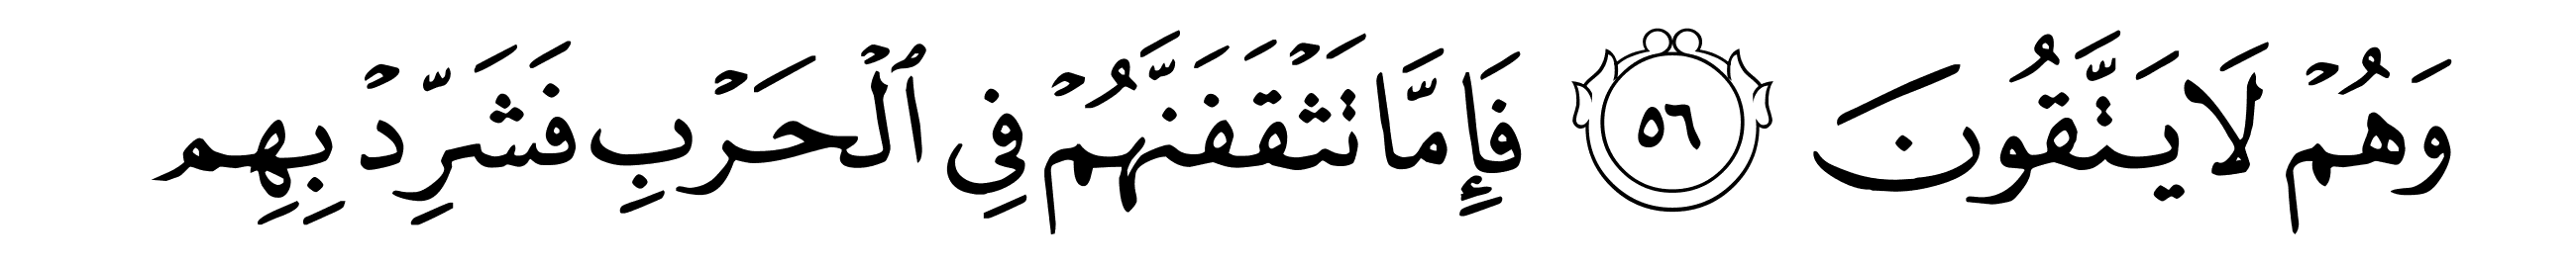 وَهُمۡ لَا يَتَّقُونَ ٥٦ فَإِمَّا تَثۡقَفَنَّهُمۡ فِي ٱلۡحَرۡبِ فَشَرِّدۡ بِهِم